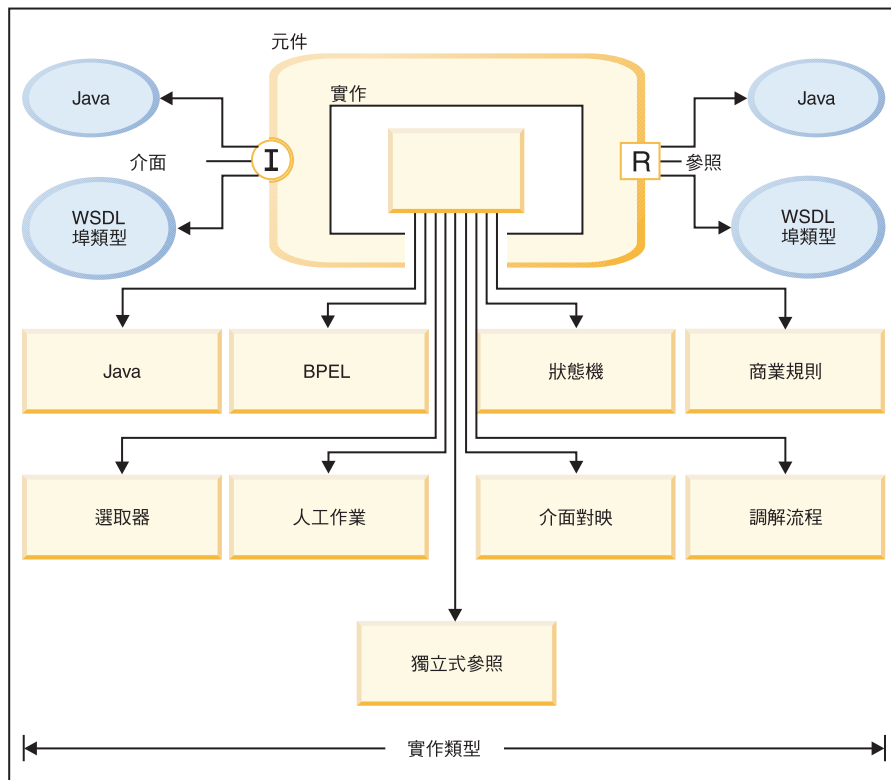 元件
Java
實作
Java
介面
I
R
參照
WSDL
埠類型
WSDL
埠類型
Java
BPEL
狀態機
商業規則
選取器
人工作業
介面對映
調解流程
獨立式參照
實作類型